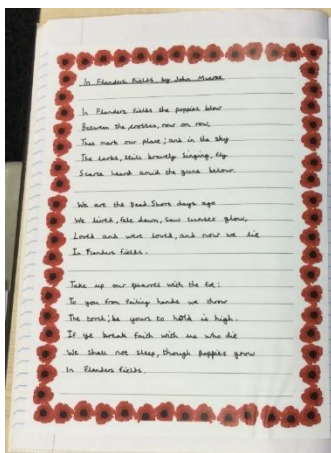 In Flanders Fields by John Mcrae
In Flanders Fields the poppies blow
Between the crosses, row on row,
That mark our place; and in the sky
The larks, still bravely singing, fly
Scarce heard amid the guns below.
We are the Dead. Short days ago
We lived, felt dawn, saw sunset glow,
Loved and were loved, and now we lie
In Flanders fields.
Take up our quarrel with the foe:
To you from failing hands we throw
The torch; be yours to hold it high.
If ye break faith with us who die
We shall not sleep, though poppies grow
In Flanders fields.